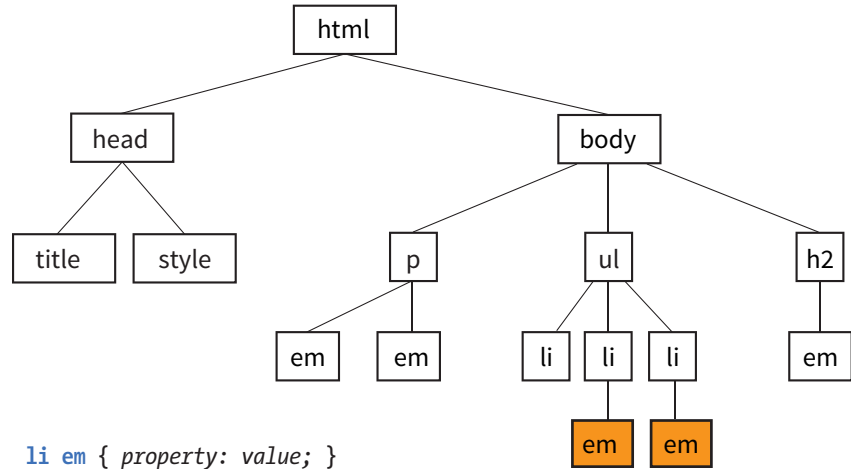 html
head
body
title
style
p
ul
h2
em
em
li
li
li
em
em
em
li em { property: value; }